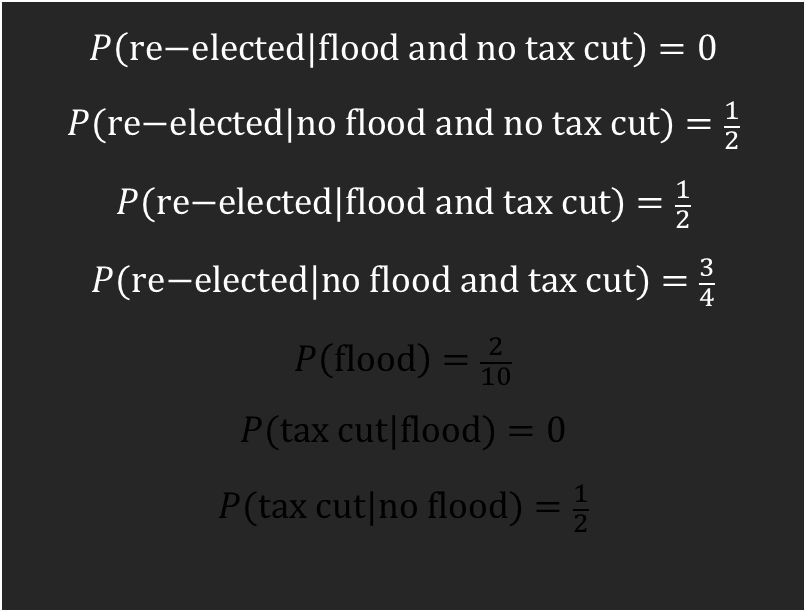 P(re−elected|flood and no tax cut) = 0
P(re−elected|no flood and no tax cut) = 1/2
P(re−elected|flood and tax cut) = 1/2
P(re−elected|no flood and tax cut) = 3/4
P(flood) = 2/10
P(tax cut|flood) = 0
P(tax cut|no flood) = 1/2